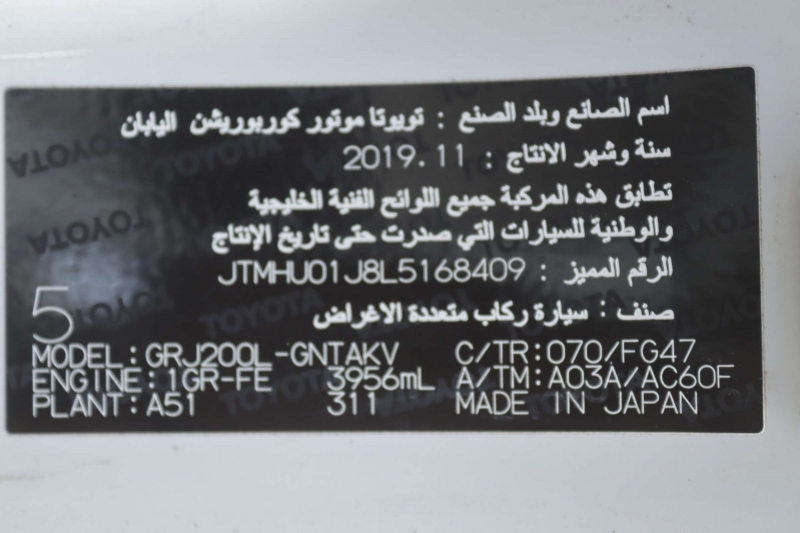 اسم الصانع وبلد الصنع : تويوتا موتور كوربوريشن اليابان
سنة وشهر الانتاج : 2019.11
تطابق هذه المركبة جميع اللوائح الفنية الخليجية
والوطنية للسيارات التي صدرت حتى تاريخ الإنتاج
الرقم المميز : JTMHU01J8L5168409
صنف : سيارة ركاب متعددة الاغراض
5
MODEL:GRJ200L-GNTAKV C/TR:070/FG47
ENGINE:1GR-FE 3956mL A/TM:A03A/AC60F
PLANT:A51 311 MADE IN JAPAN